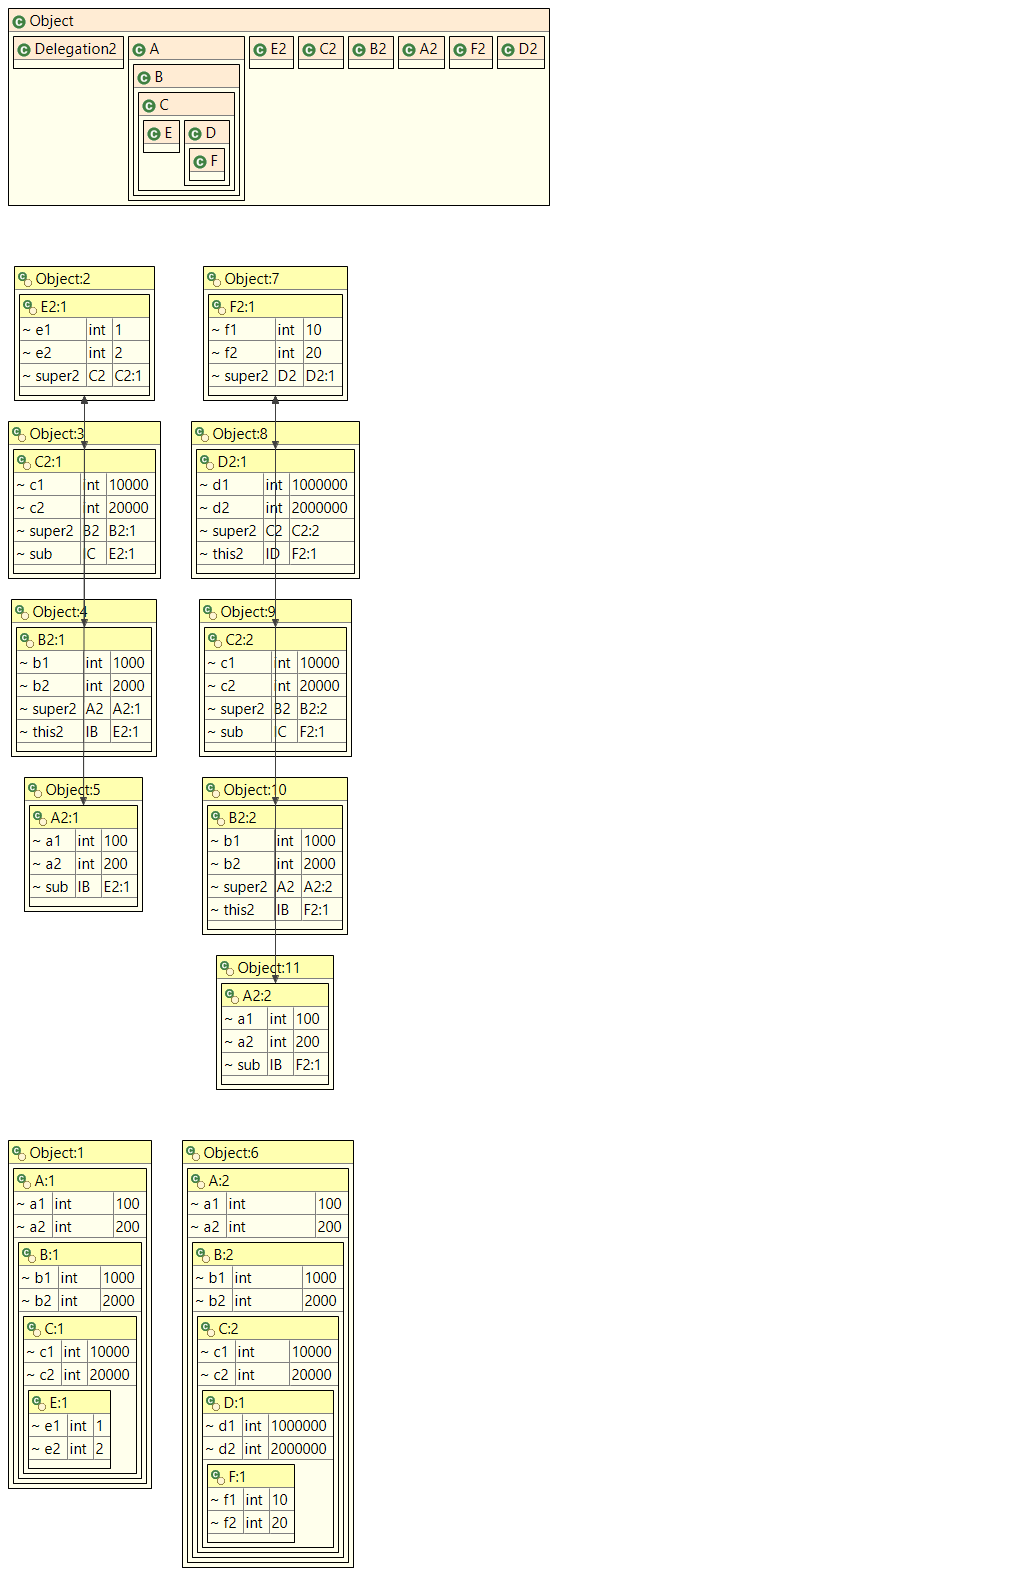 Object
Delegation2 A E2 C2 B2 A2 F2 D2
B
C
E D
F
Object:2
E2:1
~ e1 int 1
~ e2 int 2
~ super2 C2 C2:1
Object:7
F2:1
~ f1 int 10
~ f2 int 20
~ super2 D2 D2:1
Object:3
C2:1
~ c1 int 10000
~ c2 int 20000
~ super2 B2 B2:1
~ sub IC E2:1
Object:8
D2:1
~ d1 int 1000000
~ d2 int 2000000
~ super2 C2 C2:2
~ this2 ID F2:1
Object:4
B2:1
~ b1 int 1000
~ b2 int 2000
~ super2 A2 A2:1
~ this2 IB E2:1
Object:9
C2:2
~ c1 int 10000
~ c2 int 20000
~ super2 B2 B2:2
~ sub IC F2:1
Object:5
A2:1
~ a1 int 100
~ a2 int 200
~ sub IB E2:1
Object:10
B2:2
~ b1 int 1000
~ b2 int 2000
~ super2 A2 A2:2
~ this2 IB F2:1
Object:11
A2:2
~ a1 int 100
~ a2 int 200
~ sub IB F2:1
Object:1
A:1
~ a1 int 100
~ a2 int 200
B:1
~ b1 int 1000
~ b2 int 2000
C:1
~ c1 int 10000
~ c2 int 20000
E:1
~ e1 int 1
~ e2 int 2
Object:6
A:2
~ a1 int 100
~ a2 int 200
B:2
~ b1 int 1000
~ b2 int 2000
C:2
~ c1 int 10000
~ c2 int 20000
D:1
~ d1 int 1000000
~ d2 int 2000000
F:1
~ f1 int 10
~ f2 int 20